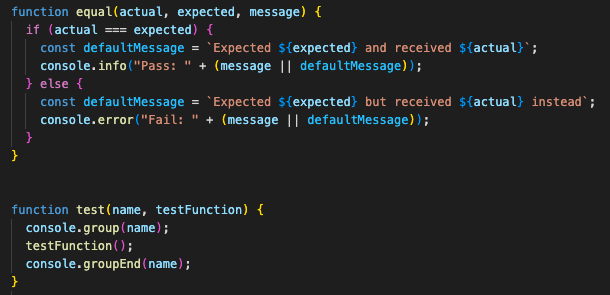 function equal(actual, expected, message) {
  if (actual === expected) {
    const defaultMessage = `Expected ${expected} and received ${actual}`;
    console.info("Pass: " + (message || defaultMessage));
  } else {
    const defaultMessage = `Expected ${expected} but received ${actual} instead`;
    console.error("Fail: " + (message || defaultMessage));
  }
}
function test(name, testFunction) {
  console.group(name);
  testFunction();
  console.groupEnd(name);
}